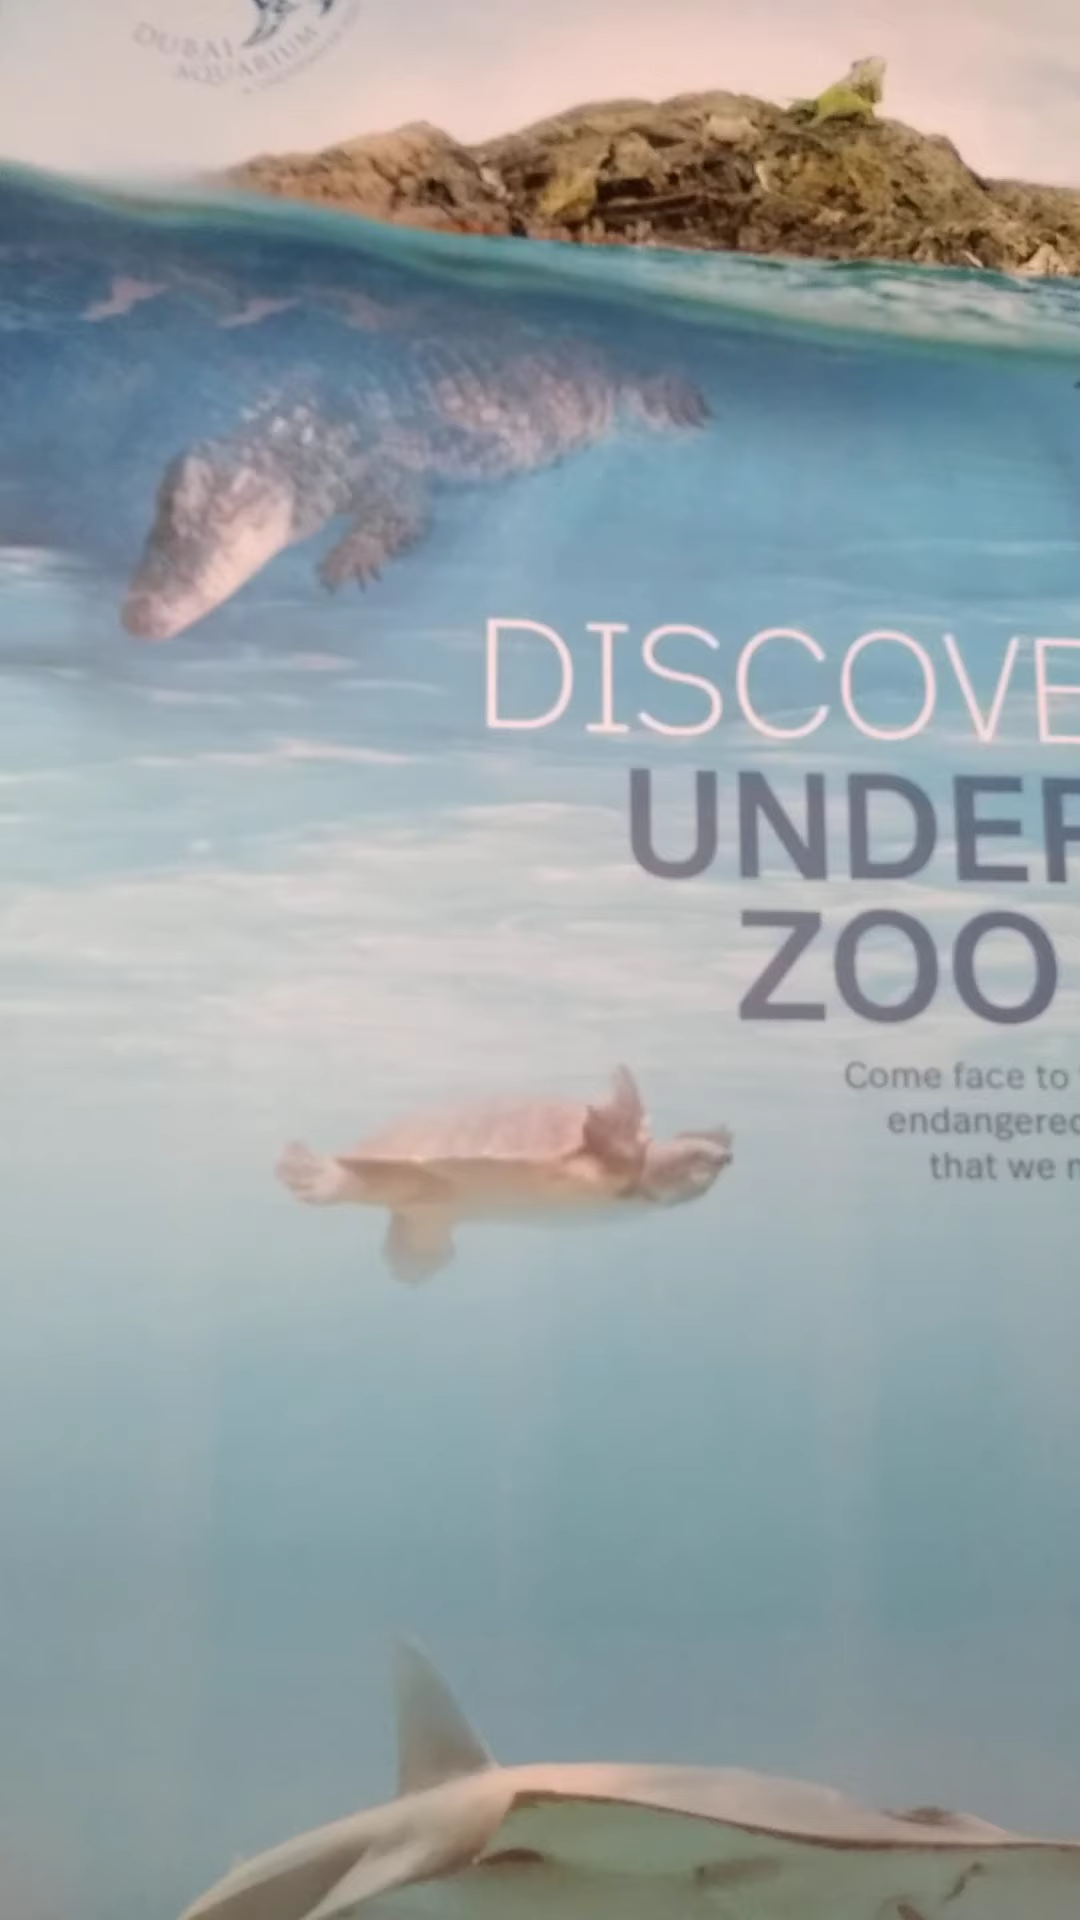 DUBAI
AQUARIUM
DISCOVE
UNDER
ZOO
Come face to
endangered
that we